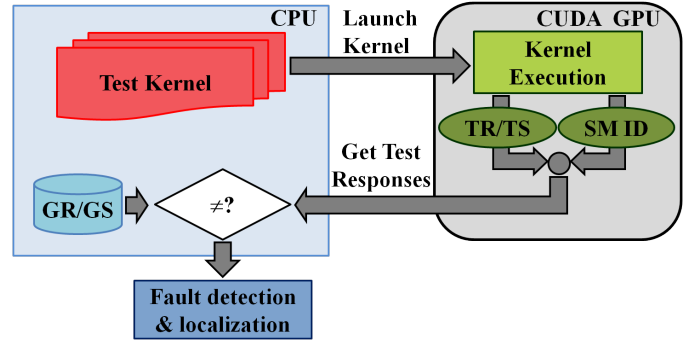 CPU
Launch
Kernel
CUDA GPU
Test Kernel
Kernel
Execution
TR/TS
SM ID
Get Test
Responses
GR/GS
≠?
Fault detection
& localization